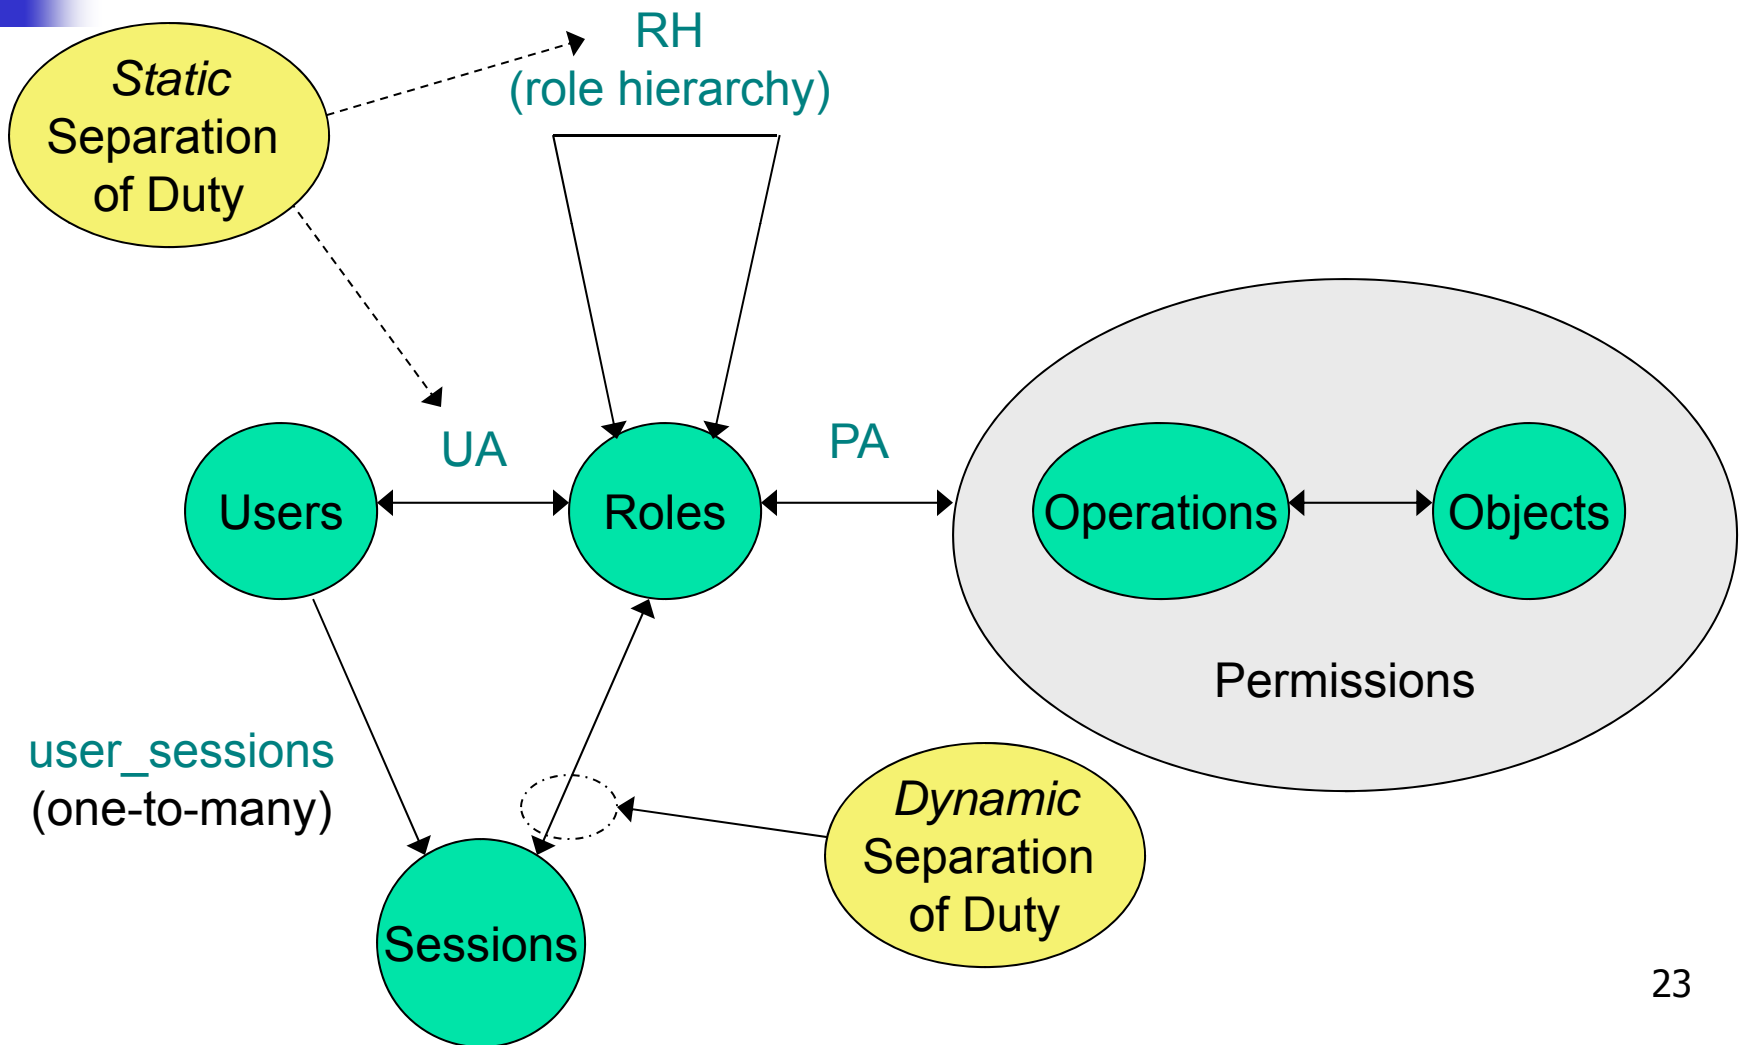 RH
(role hierarchy)
Static
Separation
of Duty
UA
PA
Users
Roles
Operations
Objects
Permissions
user_sessions
(one-to-many)
Dynamic
Separation
of Duty
Sessions
23